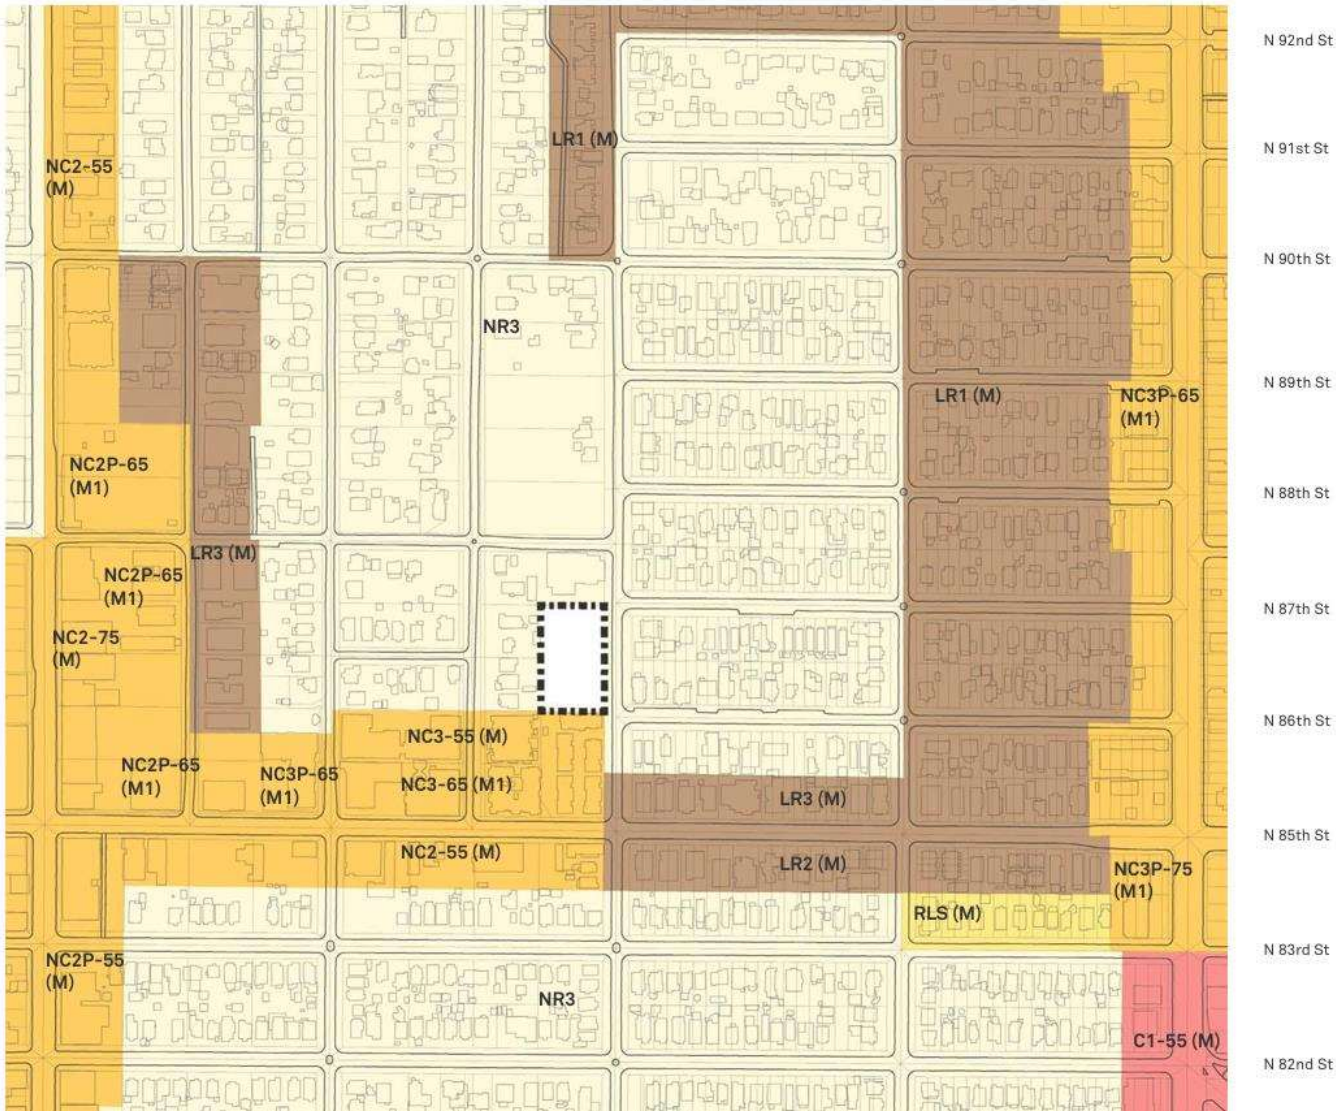 N 92nd St
LR1 (M)
N 91st St
NC2-55
(M)
N 90th St
NR3
N 89th St
LR1 (M)
NC3P-65
(M1)
NC2P-65
(M1)
N 88th St
LR3 (M)
NC2P-65
(M1)
N 87th St
NC2-75
(M)
N 86th St
NC3-55 (M)
NC2P-65
(M1)
NC3P-65
(M1)
NC3-65 (M1)
LR3 (M)
N 85th St
NC2-55 (M)
LR2 (M)
NC3P-75
(M1)
RLS (M)
N 83rd St
NC2P-55
(M)
NR3
C1-55 (M)
N 82nd St